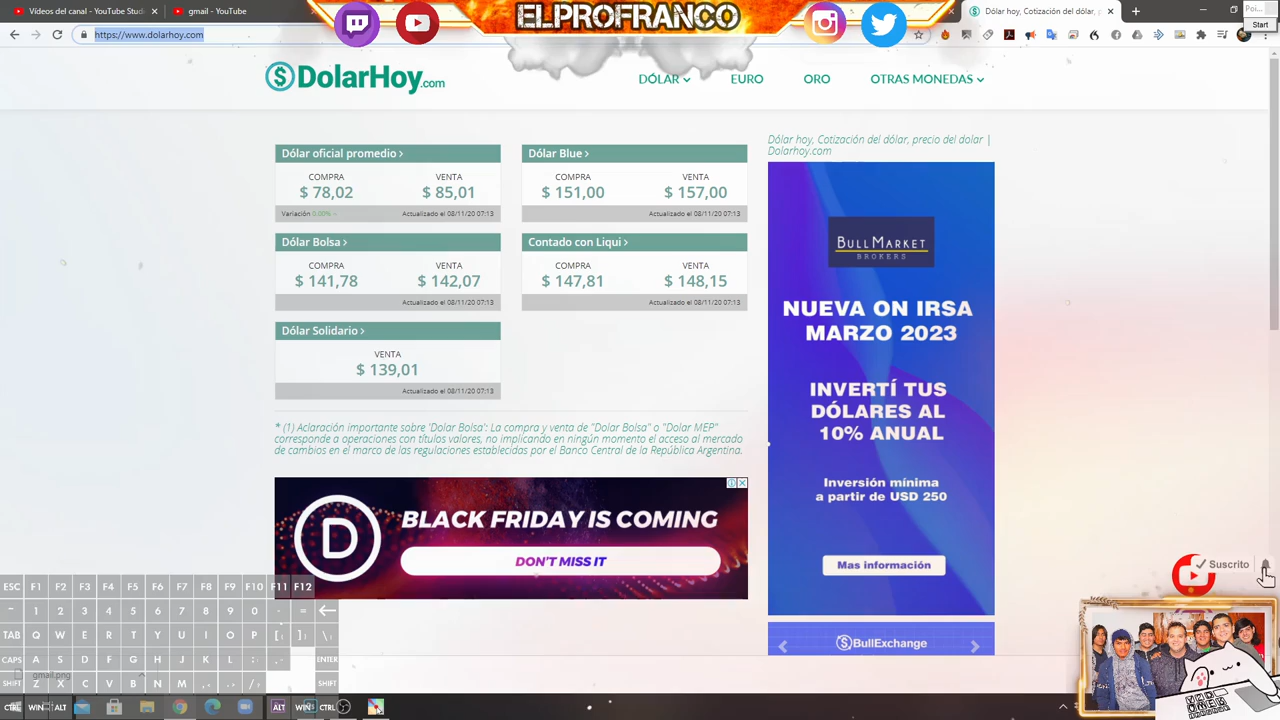 Vídeos del canal - YouTube Studi
gmail - YouTube
ELPROFRANCO
Dólar hoy, Cotización del dólar, p
Start
https://www.dolarhoy.com
DolarHoy.com
DÓLAR
EURO
ORO
OTRAS MONEDAS
Dólar oficial promedio
COMPRA
VENTA
$ 78,02
$ 85,01
Variación 0.00% =
Actualizado el 08/11/20 07:13
Dólar Blue
COMPRA
VENTA
$ 151,00
$ 157,00
Actualizado el 08/11/20 07:13
Dólar Bolsa
COMPRA
VENTA
$ 141,78
$ 142,07
Actualizado el 08/11/20 07:13
Contado con Liqui
COMPRA
VENTA
$ 147,81
$ 148,15
Actualizado el 08/11/20 07:13
Dólar Solidario
VENTA
$ 139,01
Actualizado el 08/11/20 07:13
* (1) Aclaración importante sobre 'Dolar Bolsa': La compra y venta de "Dolar Bolsa" o "Dolar MEP"
corresponde a operaciones con títulos valores, no implicando en ningún momento el acceso al mercado
de cambios en el marco de las regulaciones establecidas por el Banco Central de la República Argentina.
D
BLACK FRIDAY IS COMING
DON'T MISS IT
Dólar hoy, Cotización del dólar, precio del dolar |
Dolarhoy.com
BULLMARKET
BROKERS
NUEVA ON IRSA
MARZO 2023
INVERTÍ TUS
DÓLARES AL
10% ANUAL
Inversión mínima
a partir de USD 250
Mas información
BullExchange
Suscrito
ESC F1 F2 F3 F4 F5 F6 F7 F8 F9 F10 F11 F12
1 2 3 4 5 6 7 8 9 0 - =
TAB Q W E R T Y U I O P [ ] \
CAPS A S D F G H J K L ENTER
SHIFT Z X C V B N M SHIFT
gmail.png
CTRL WIN ALT ALT WIN CTRL